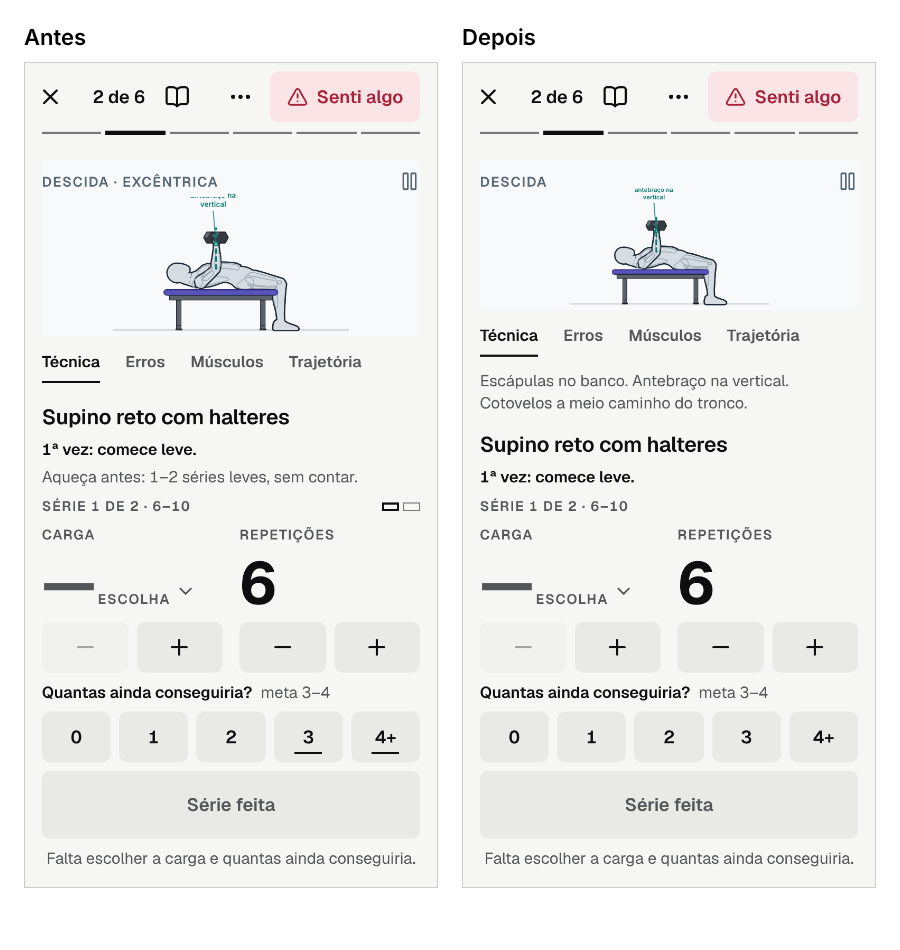 Antes
2 de 6
Senti algo
DESCIDA · EXCÊNTRICA
na
vertical
Técnica Erros Músculos Trajetória
Supino reto com halteres
1ª vez: comece leve.
Aqueça antes: 1–2 séries leves, sem contar.
SÉRIE 1 DE 2 · 6–10
CARGA REPETIÇÕES
— ESCOLHA 6
− + − +
Quantas ainda conseguiria? meta 3–4
0 1 2 3 4+
Série feita
Falta escolher a carga e quantas ainda conseguiria.
Depois
2 de 6
Senti algo
DESCIDA
antebraço na
vertical
Técnica Erros Músculos Trajetória
Escápulas no banco. Antebraço na vertical.
Cotovelos a meio caminho do tronco.
Supino reto com halteres
1ª vez: comece leve.
SÉRIE 1 DE 2 · 6–10
CARGA REPETIÇÕES
— ESCOLHA 6
− + − +
Quantas ainda conseguiria? meta 3–4
0 1 2 3 4+
Série feita
Falta escolher a carga e quantas ainda conseguiria.